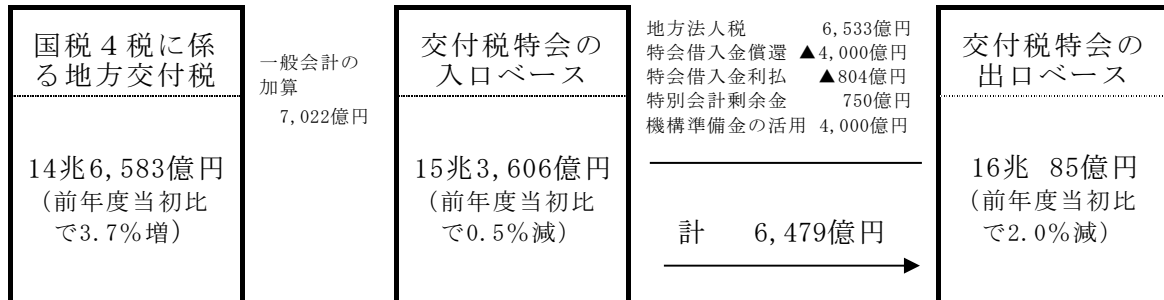 国税４税に係
る地方交付税
14兆6,583億円
（前年度当初比
で3.7％増）
一般会計の
加算
7,022億円
交付税特会の
入口ベース
15兆3,606億円
（前年度当初比
で0.5％減）
地方法人税 6,533億円
特会借入金償還 ▲4,000億円
特会借入金利払 ▲804億円
特別会計剰余金 750億円
機構準備金の活用 4,000億円
計 6,479億円
交付税特会の
出口ベース
16兆 85億円
（前年度当初比
で2.0％減）